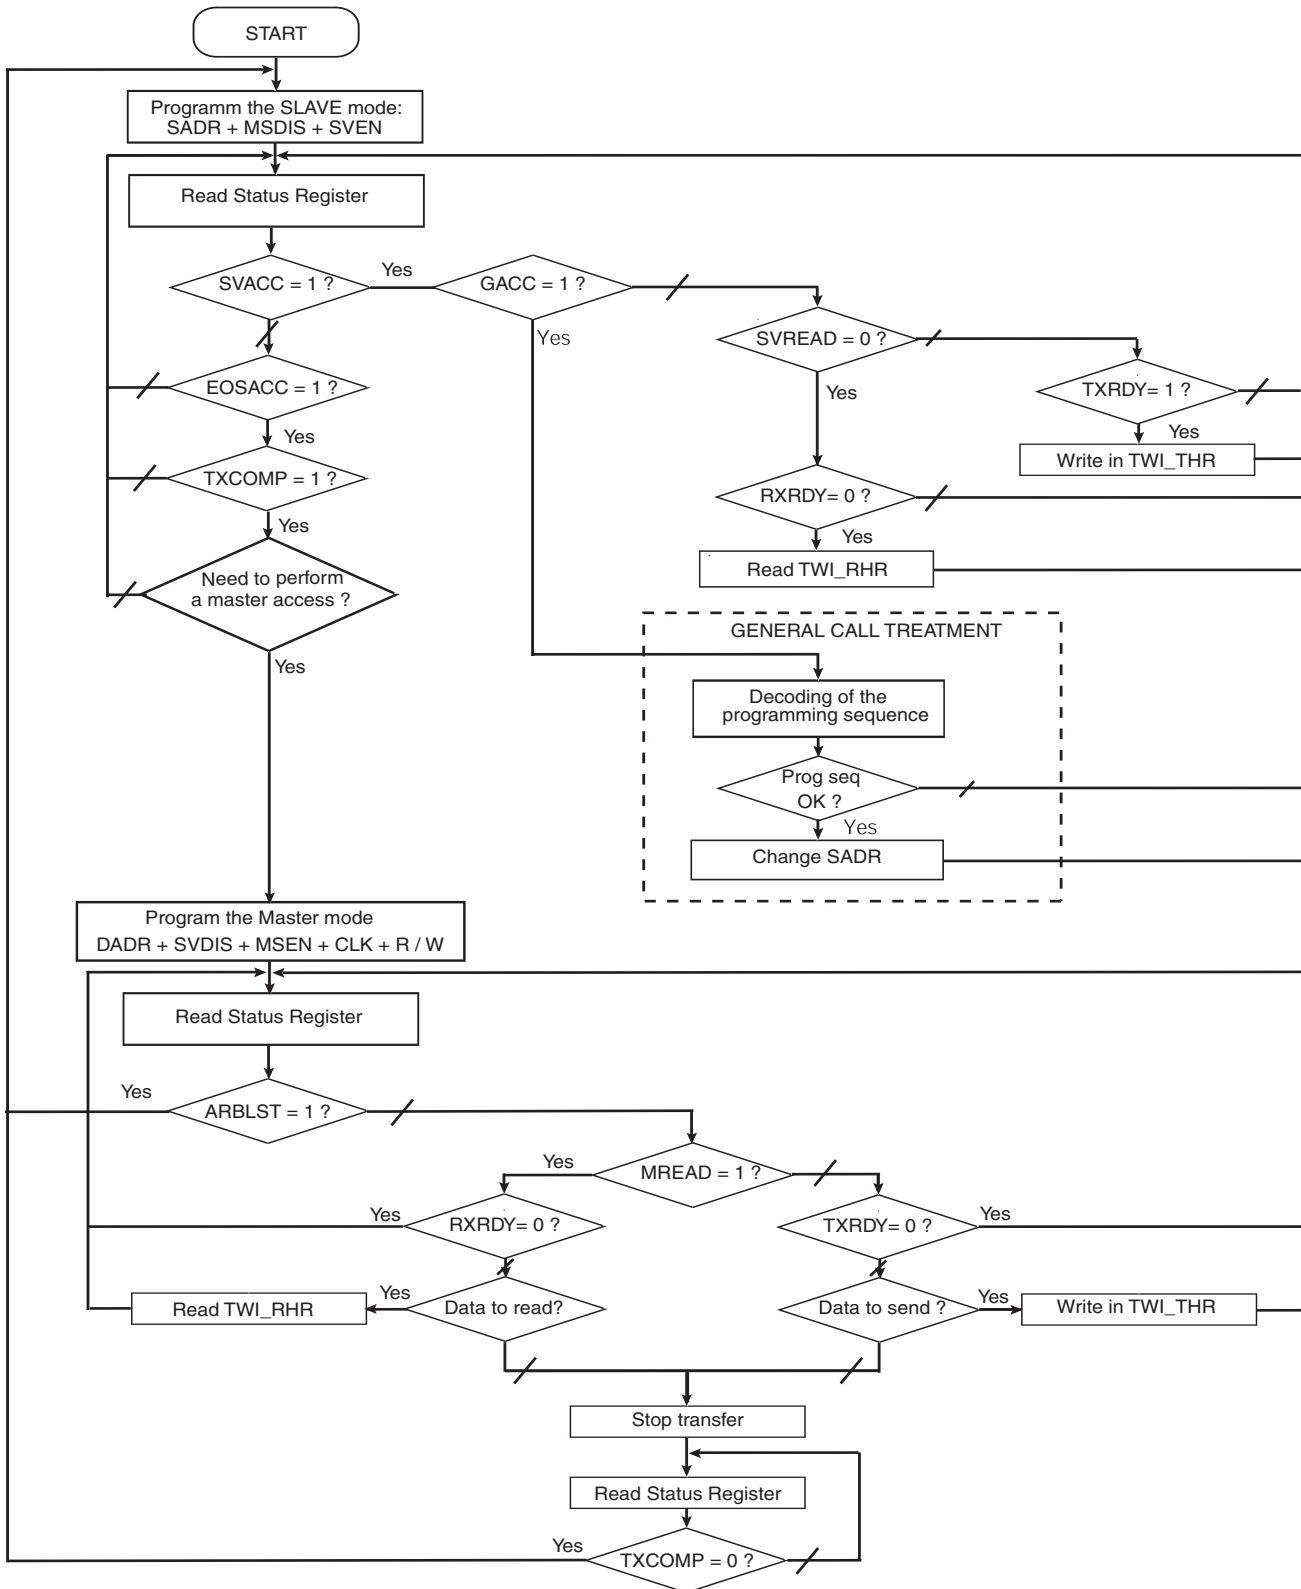 START
Programm the SLAVE mode:
SADR + MSDIS + SVEN
Read Status Register
SVACC = 1 ?
Yes
GACC = 1 ?
Yes
SVREAD = 0 ?
Yes
TXRDY= 1 ?
Yes
Write in TWI_THR
EOSACC = 1 ?
Yes
TXCOMP = 1 ?
Yes
RXRDY= 0 ?
Yes
Read TWI_RHR
Need to perform
a master access ?
Yes
GENERAL CALL TREATMENT
Decoding of the
programming sequence
Prog seq
OK ?
Yes
Change SADR
Program the Master mode
DADR + SVDIS + MSEN + CLK + R / W
Read Status Register
Yes
ARBLST = 1 ?
Yes
MREAD = 1 ?
Yes
RXRDY= 0 ?
TXRDY= 0 ?
Yes
Read TWI_RHR
Yes
Data to read?
Data to send ?
Yes
Write in TWI_THR
Stop transfer
Read Status Register
Yes
TXCOMP = 0 ?